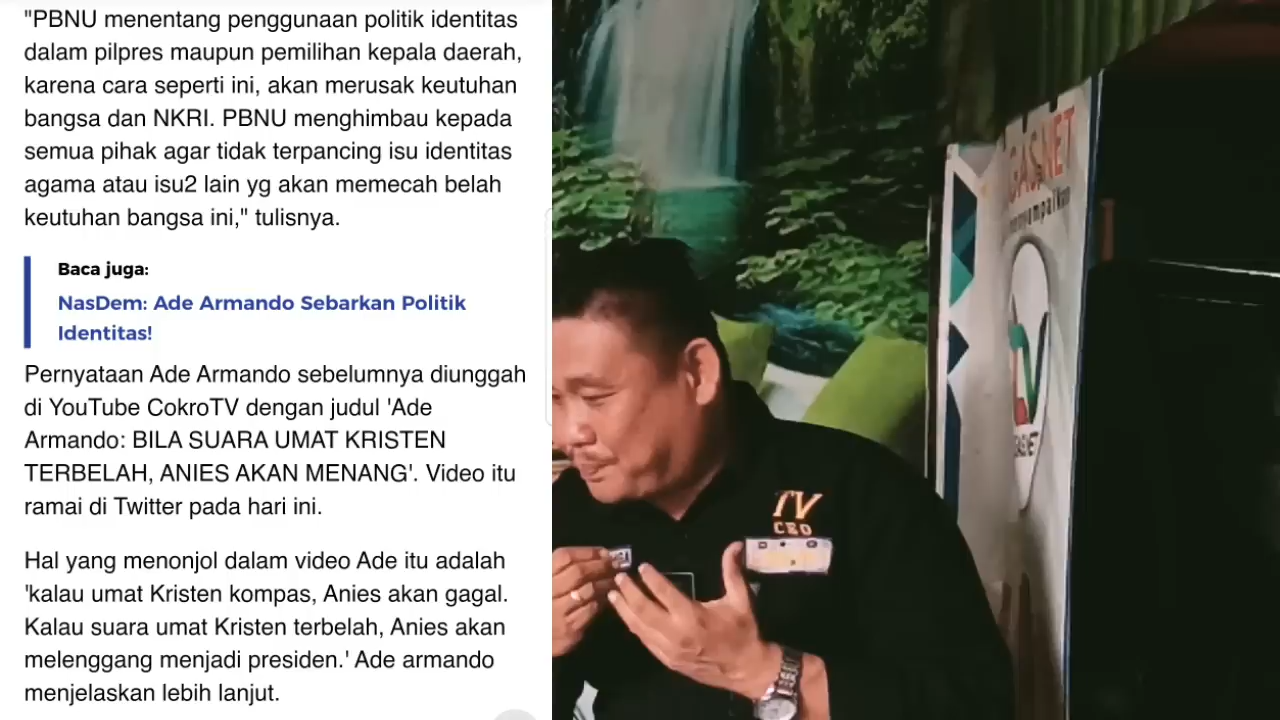 "PBNU menentang penggunaan politik identitas
dalam pilpres maupun pemilihan kepala daerah,
karena cara seperti ini, akan merusak keutuhan
bangsa dan NKRI. PBNU menghimbau kepada
semua pihak agar tidak terpancing isu identitas
agama atau isu2 lain yg akan memecah belah
keutuhan bangsa ini," tulisnya.
Baca juga:
NasDem: Ade Armando Sebarkan Politik
Identitas!
Pernyataan Ade Armando sebelumnya diunggah
di YouTube CokroTV dengan judul 'Ade
Armando: BILA SUARA UMAT KRISTEN
TERBELAH, ANIES AKAN MENANG'. Video itu
ramai di Twitter pada hari ini.
Hal yang menonjol dalam video Ade itu adalah
'kalau umat Kristen kompas, Anies akan gagal.
Kalau suara umat Kristen terbelah, Anies akan
melenggang menjadi presiden.' Ade armando
menjelaskan lebih lanjut.
GASNET
menyampaikan
TV
TV
CEO